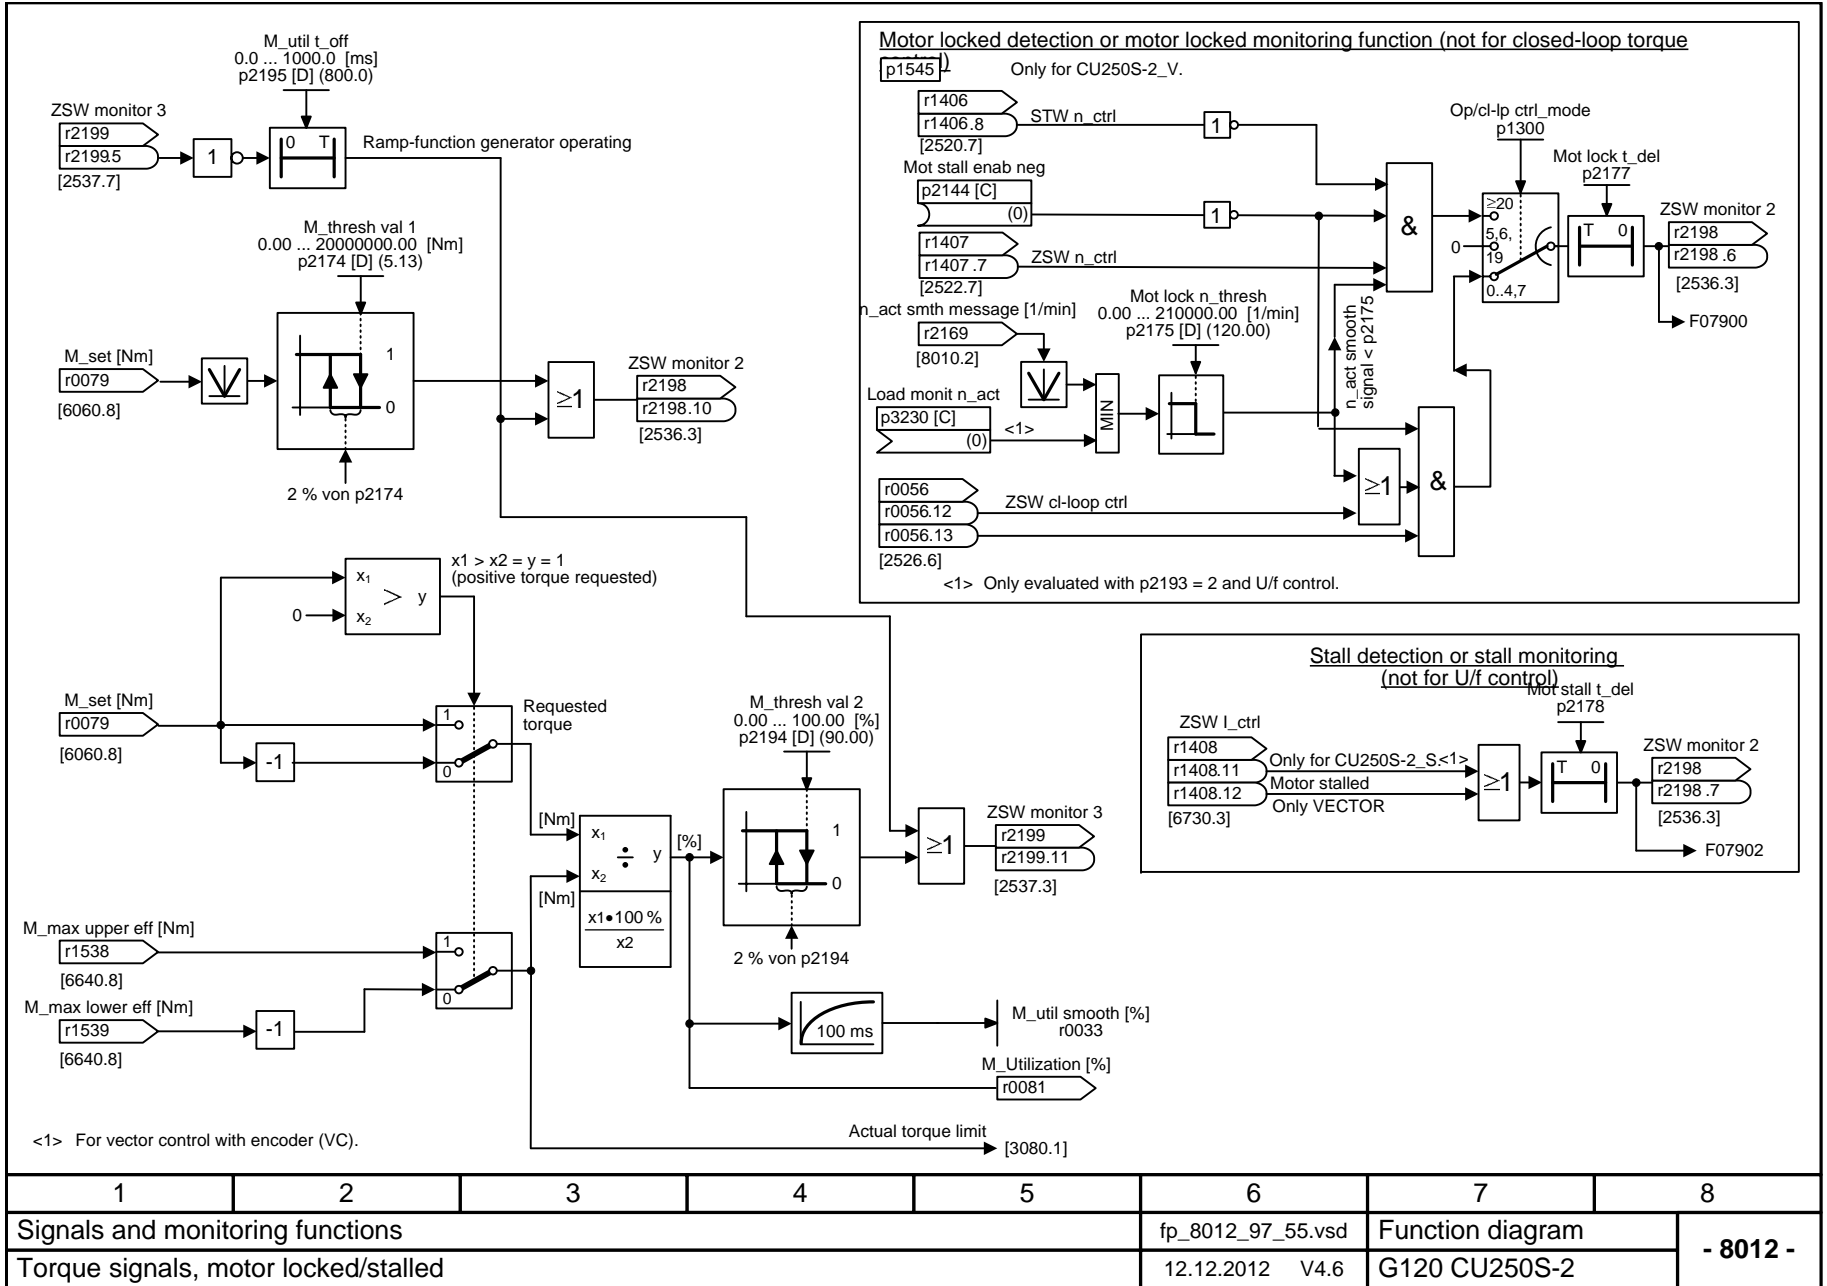 M_util t_off
0.0 ... 1000.0 [ms]
p2195 [D] (800.0)
ZSW monitor 3
r2199
r2199.5
[2537.7]
1
0 T
Ramp-function generator operating
M_thresh val 1
0.00 ... 20000000.00 [Nm]
p2174 [D] (5.13)
M_set [Nm]
r0079
[6060.8]
1
0
2 % von p2174
≥1
ZSW monitor 2
r2198
r2198.10
[2536.3]
x1 > x2 = y = 1
(positive torque requested)
x1
> y
0
x2
M_set [Nm]
r0079
[6060.8]
-1
1
0
Requested
torque
M_max upper eff [Nm]
r1538
[6640.8]
M_max lower eff [Nm]
r1539
[6640.8]
-1
1
0
[Nm]
x1
÷ y
x2
[Nm]
x1•100 %
x2
[%]
M_thresh val 2
0.00 ... 100.00 [%]
p2194 [D] (90.00)
1
0
2 % von p2194
≥1
ZSW monitor 3
r2199
r2199.11
[2537.3]
100 ms
M_util smooth [%]
r0033
M_Utilization [%]
r0081
Actual torque limit
[3080.1]
<1> For vector control with encoder (VC).
Motor locked detection or motor locked monitoring function (not for closed-loop torque
p1545
Only for CU250S-2_V.
r1406
r1406.8
[2520.7]
STW n_ctrl
1
Mot stall enab neg
p2144 [C]
(0)
1
r1407
r1407.7
[2522.7]
ZSW n_ctrl
n_act smth message [1/min]
r2169
[8010.2]
Mot lock n_thresh
0.00 ... 210000.00 [1/min]
p2175 [D] (120.00)
Load monit n_act
p3230 [C]
(0)
<1>
MIN
n_act smooth
signal < p2175
r0056
r0056.12
r0056.13
[2526.6]
ZSW cl-loop ctrl
≥1
&
&
Op/cl-lp ctrl_mode
p1300
≥20
5,6,
19
0
0..4,7
Mot lock t_del
p2177
T 0
ZSW monitor 2
r2198
r2198.6
[2536.3]
F07900
<1> Only evaluated with p2193 = 2 and U/f control.
Stall detection or stall monitoring
(not for U/f control)
Mot stall t_del
p2178
ZSW I_ctrl
r1408
r1408.11
r1408.12
[6730.3]
Only for CU250S-2_S.<1>
Motor stalled
Only VECTOR
≥1
T 0
ZSW monitor 2
r2198
r2198.7
[2536.3]
F07902
1 2 3 4 5 6 7 8
Signals and monitoring functions
fp_8012_97_55.vsd
Function diagram
- 8012 -
Torque signals, motor locked/stalled
12.12.2012 V4.6
G120 CU250S-2